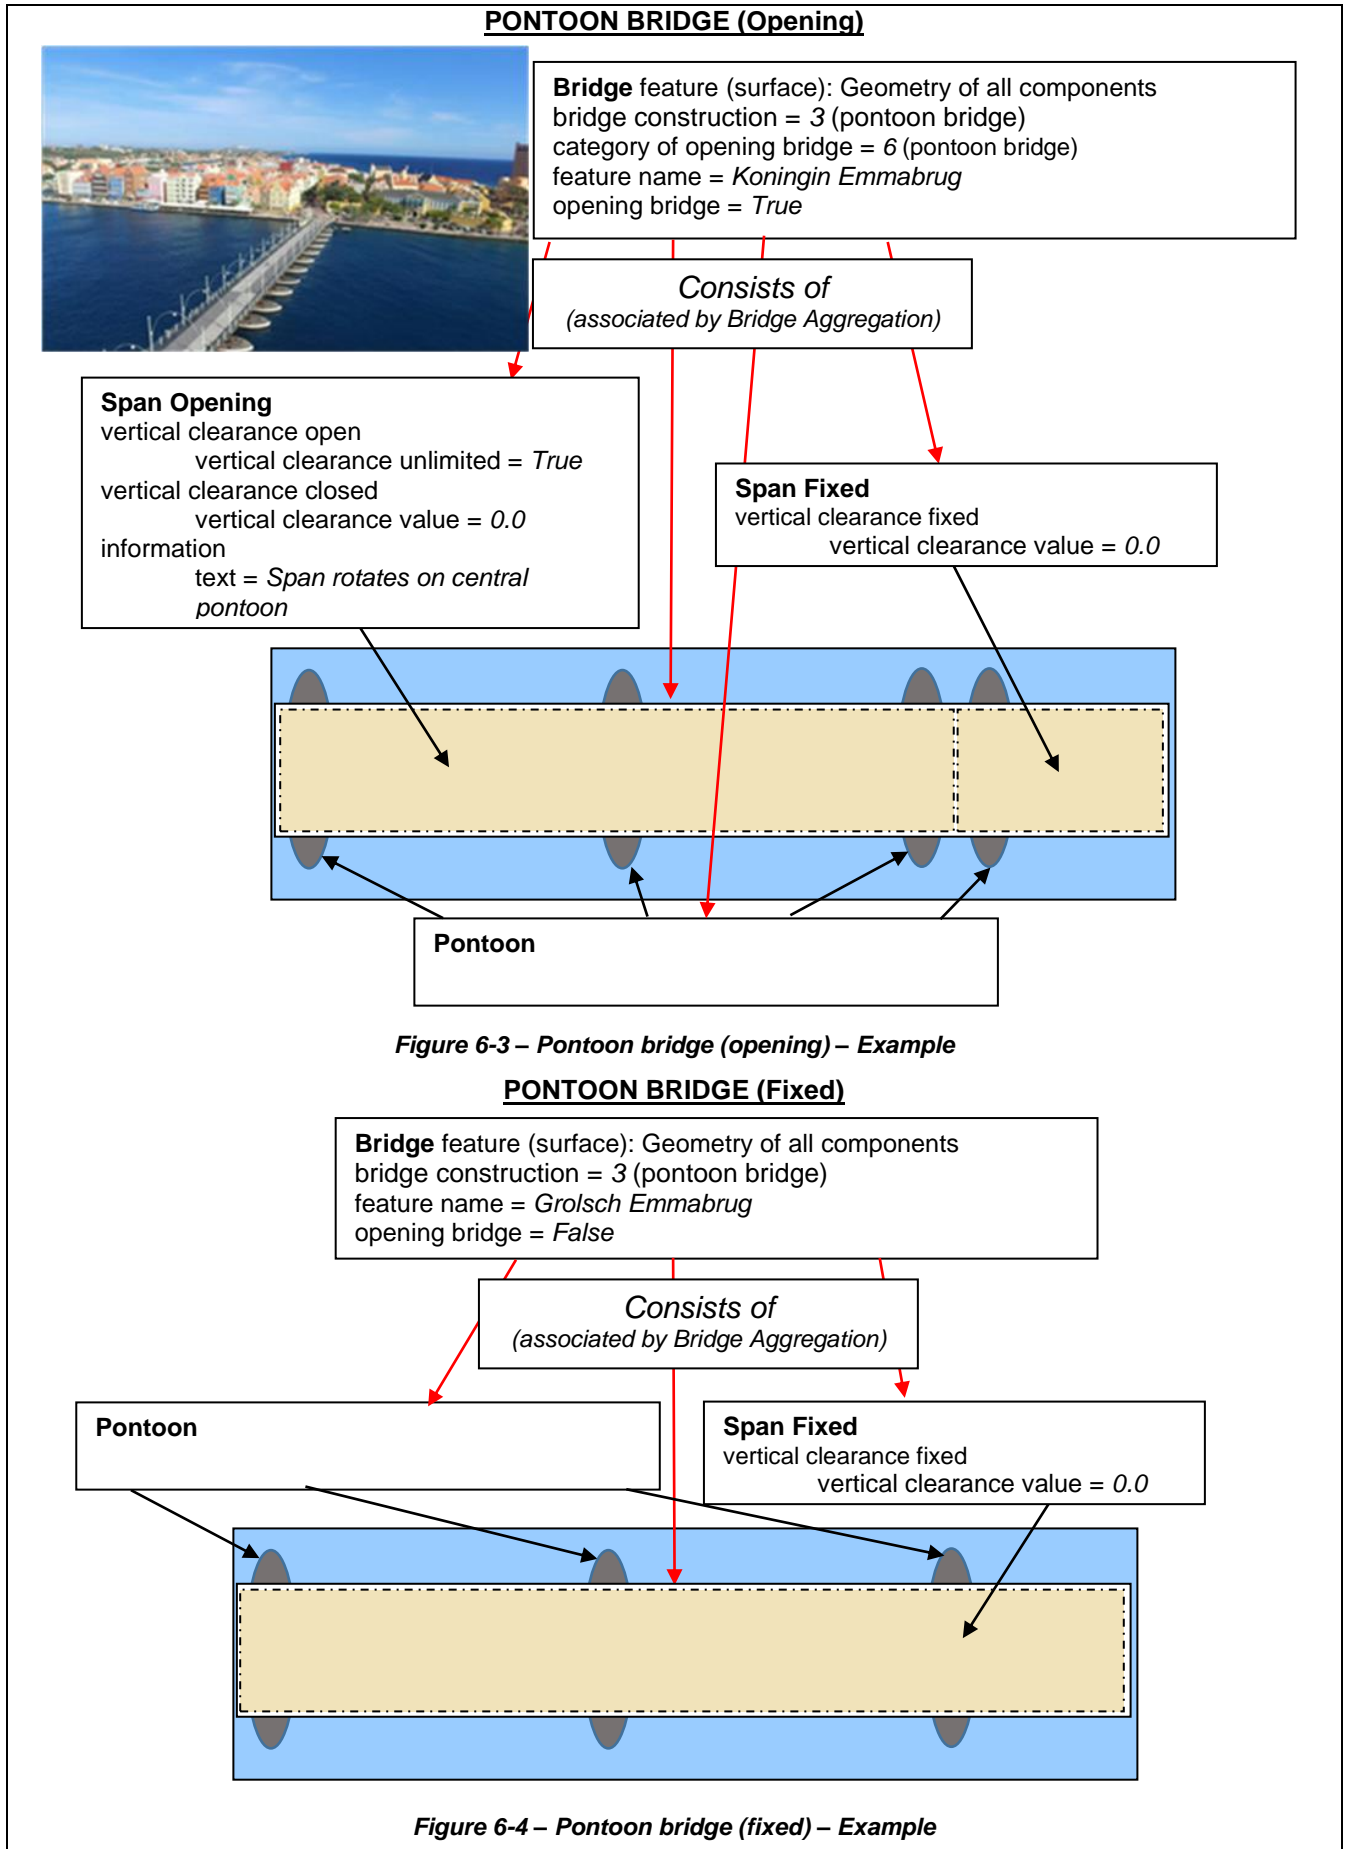 PONTOON BRIDGE (Opening)
Bridge feature (surface): Geometry of all components
bridge construction = 3 (pontoon bridge)
category of opening bridge = 6 (pontoon bridge)
feature name = Koningin Emmabrug
opening bridge = True
Consists of
(associated by Bridge Aggregation)
Span Opening
vertical clearance open
vertical clearance unlimited = True
vertical clearance closed
vertical clearance value = 0.0
information
text = Span rotates on central
pontoon
Span Fixed
vertical clearance fixed
vertical clearance value = 0.0
Pontoon
Figure 6-3 – Pontoon bridge (opening) – Example
PONTOON BRIDGE (Fixed)
Bridge feature (surface): Geometry of all components
bridge construction = 3 (pontoon bridge)
feature name = Grolsch Emmabrug
opening bridge = False
Consists of
(associated by Bridge Aggregation)
Pontoon
Span Fixed
vertical clearance fixed
vertical clearance value = 0.0
Figure 6-4 – Pontoon bridge (fixed) – Example